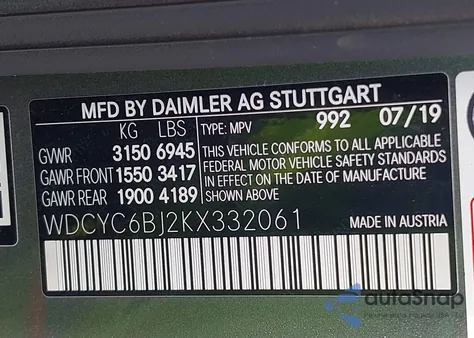 MFD BY DAIMLER AG STUTTGART
KG LBS TYPE: MPV 992 07/19
GVWR 3150 6945
GAWR FRONT 1550 3417
GAWR REAR 1900 4189
THIS VEHICLE CONFORMS TO ALL APPLICABLE
FEDERAL MOTOR VEHICLE SAFETY STANDARDS
IN EFFECT ON THE DATE OF MANUFACTURE
SHOWN ABOVE
WDCYC6BJ2KX332061 MADE IN AUSTRIA
autoSnap